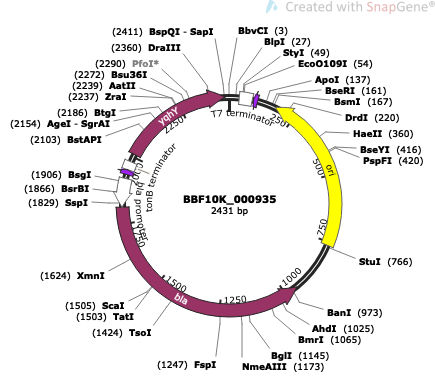 Created with SnapGene®
(2411) BspQI - SapI
(2360) DraIII
(2290) PfoI*
(2272) Bsu36I
(2239) AatII
(2237) ZraI
(2186) BtgI
(2154) AgeI - SgrAI
(2103) BstAPI
(1906) BsgI
(1866) BsrBI
(1829) SspI
(1624) XmnI
(1505) ScaI
(1503) TatI
(1424) TsoI
(1247) FspI
BbvCI (3)
BlpI (27)
StyI (49)
EcoO109I (54)
ApoI (137)
BseRI (161)
BsmI (167)
DrdI (220)
HaeII (360)
BseYI (416)
PspFI (420)
StuI (766)
BanI (973)
AhdI (1025)
BmrI (1065)
BglI (1145)
NmeAIII (1173)
T7 terminator
yqhY
tonB terminator
bla promoter
bla
ori
250
500
750
1000
1250
1500
1750
2250
BBF10K_000935
2431 bp